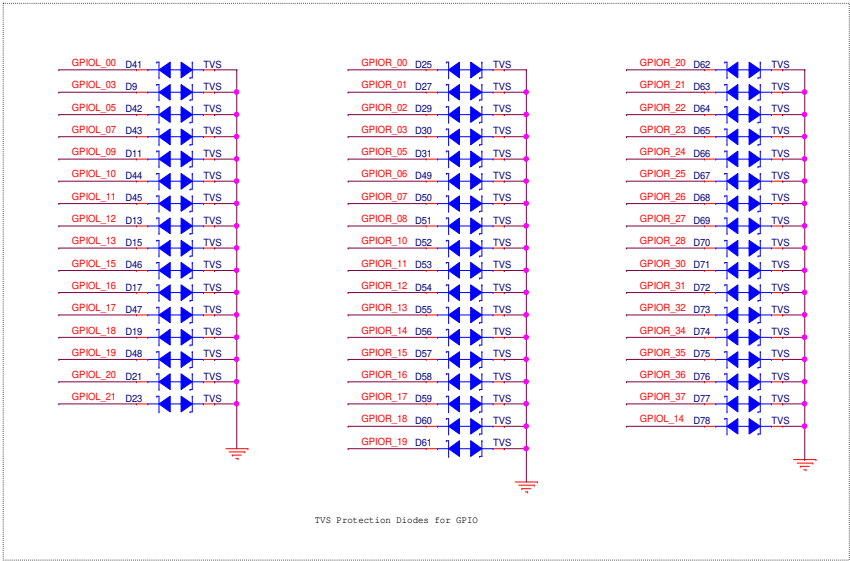 GPIOL_00 D41 TVS
GPIOL_03 D9 TVS
GPIOL_05 D42 TVS
GPIOL_07 D43 TVS
GPIOL_09 D11 TVS
GPIOL_10 D44 TVS
GPIOL_11 D45 TVS
GPIOL_12 D13 TVS
GPIOL_13 D15 TVS
GPIOL_15 D46 TVS
GPIOL_16 D17 TVS
GPIOL_17 D47 TVS
GPIOL_18 D19 TVS
GPIOL_19 D48 TVS
GPIOL_20 D21 TVS
GPIOL_21 D23 TVS
GPIOR_00 D25 TVS
GPIOR_01 D27 TVS
GPIOR_02 D29 TVS
GPIOR_03 D30 TVS
GPIOR_05 D31 TVS
GPIOR_06 D49 TVS
GPIOR_07 D50 TVS
GPIOR_08 D51 TVS
GPIOR_10 D52 TVS
GPIOR_11 D53 TVS
GPIOR_12 D54 TVS
GPIOR_13 D55 TVS
GPIOR_14 D56 TVS
GPIOR_15 D57 TVS
GPIOR_16 D58 TVS
GPIOR_17 D59 TVS
GPIOR_18 D60 TVS
GPIOR_19 D61 TVS
GPIOR_20 D62 TVS
GPIOR_21 D63 TVS
GPIOR_22 D64 TVS
GPIOR_23 D65 TVS
GPIOR_24 D66 TVS
GPIOR_25 D67 TVS
GPIOR_26 D68 TVS
GPIOR_27 D69 TVS
GPIOR_28 D70 TVS
GPIOR_30 D71 TVS
GPIOR_31 D72 TVS
GPIOR_32 D73 TVS
GPIOR_34 D74 TVS
GPIOR_35 D75 TVS
GPIOR_36 D76 TVS
GPIOR_37 D77 TVS
GPIOL_14 D78 TVS
TVS Protection Diodes for GPIO